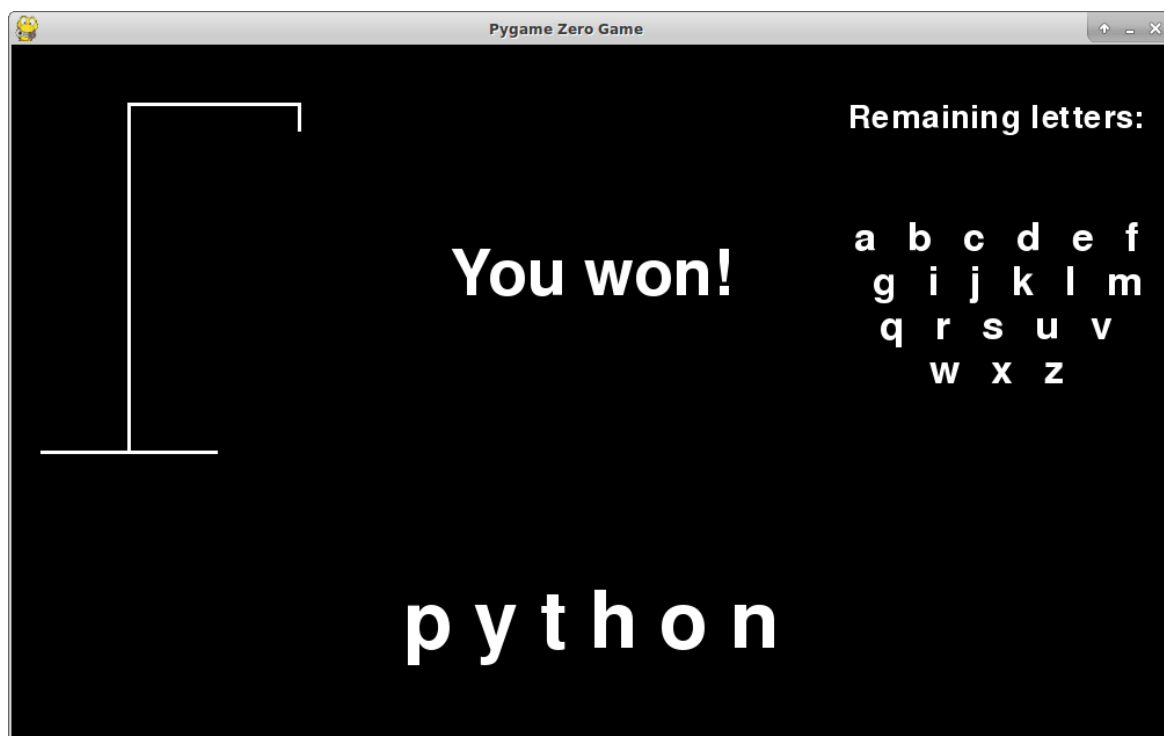 Pygame Zero Game
Remaining letters:
a b c d e f
g i j k l m
q r s u v
w x z
You won!
p y t h o n